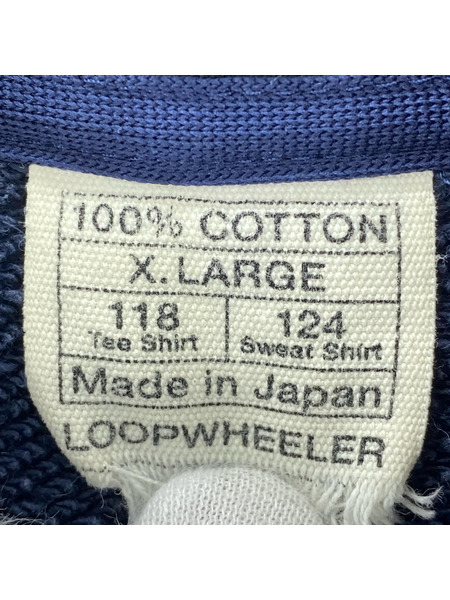 100% COTTON
X.LARGE
118 124
Tee Shirt Sweat Shirt
Made in Japan
LOOPWHEELER